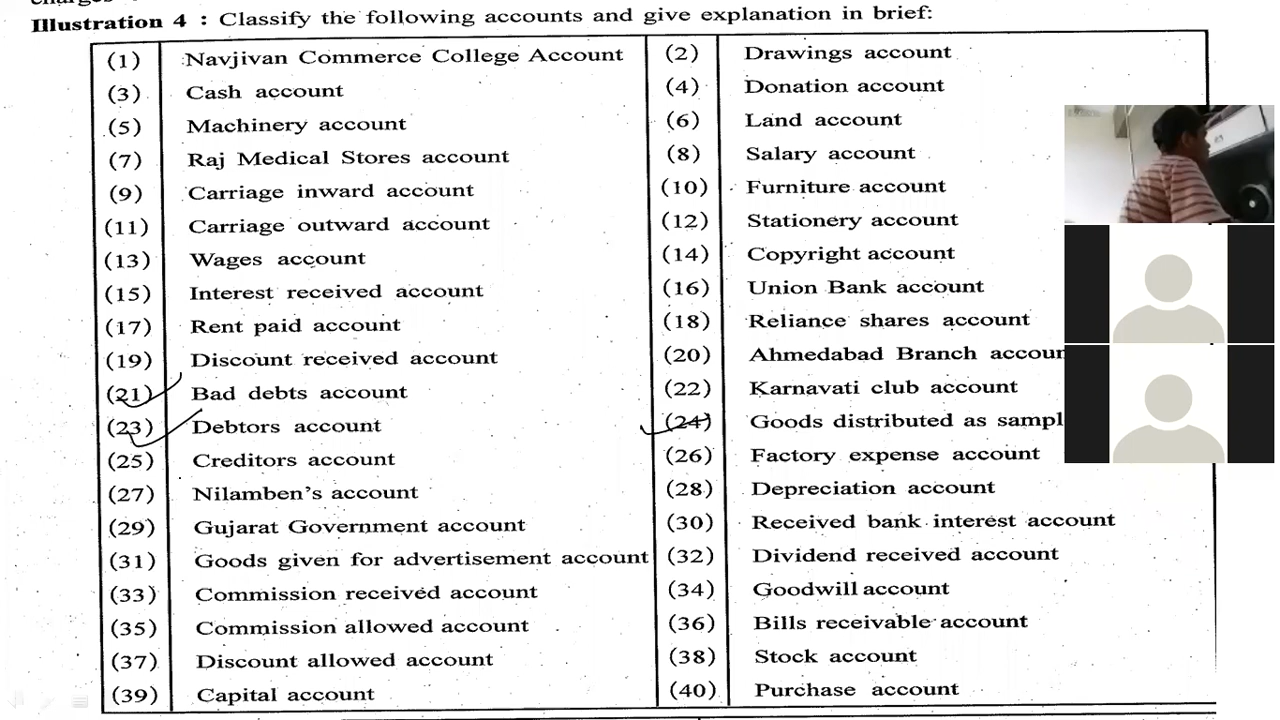 Illustration 4 : Classify the following accounts and give explanation in brief:
(1) Navjivan Commerce College Account (2) Drawings account
(3) Cash account (4) Donation account
(5) Machinery account (6) Land account
(7) Raj Medical Stores account (8) Salary account
(9) Carriage inward account (10) Furniture account
(11) Carriage outward account (12) Stationery account
(13) Wages account (14) Copyright account
(15) Interest received account (16) Union Bank account
(17) Rent paid account (18) Reliance shares account
(19) Discount received account (20) Ahmedabad Branch accoun
(21) Bad debts account (22) Karnavati club account
(23) Debtors account (24) Goods distributed as sampl
(25) Creditors account (26) Factory expense account
(27) Nilamben's account (28) Depreciation account
(29) Gujarat Government account (30) Received bank interest account
(31) Goods given for advertisement account (32) Dividend received account
(33) Commission received account (34) Goodwill account
(35) Commission allowed account (36) Bills receivable account
(37) Discount allowed account (38) Stock account
(39) Capital account (40) Purchase account